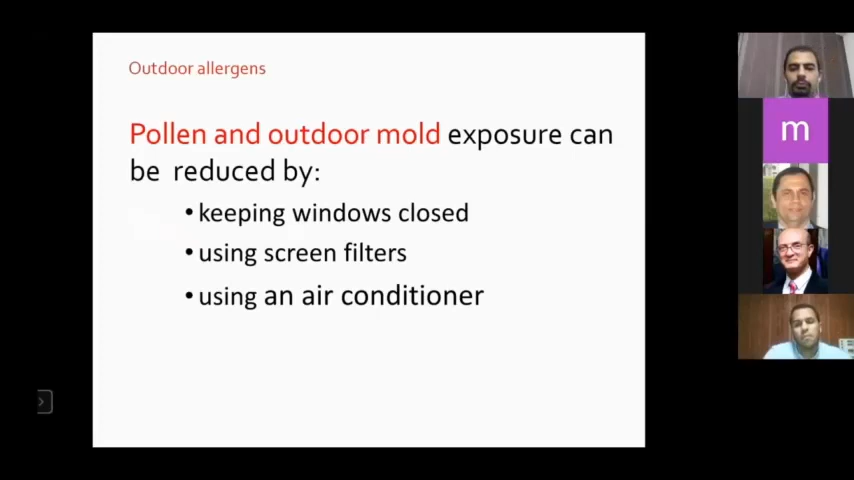 Outdoor allergens
Pollen and outdoor mold exposure can
be reduced by:
• keeping windows closed
• using screen filters
• using an air conditioner
m